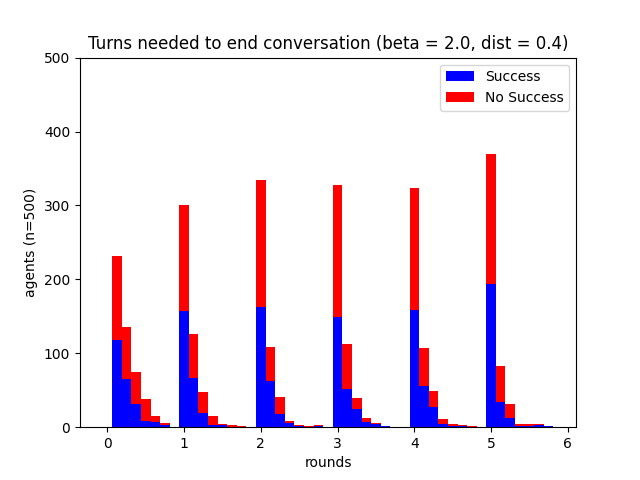 Turns needed to end conversation (beta = 2.0, dist = 0.4)
Success
No Success
500
400
300
200
100
0
agents (n=500)
0 1 2 3 4 5 6
rounds